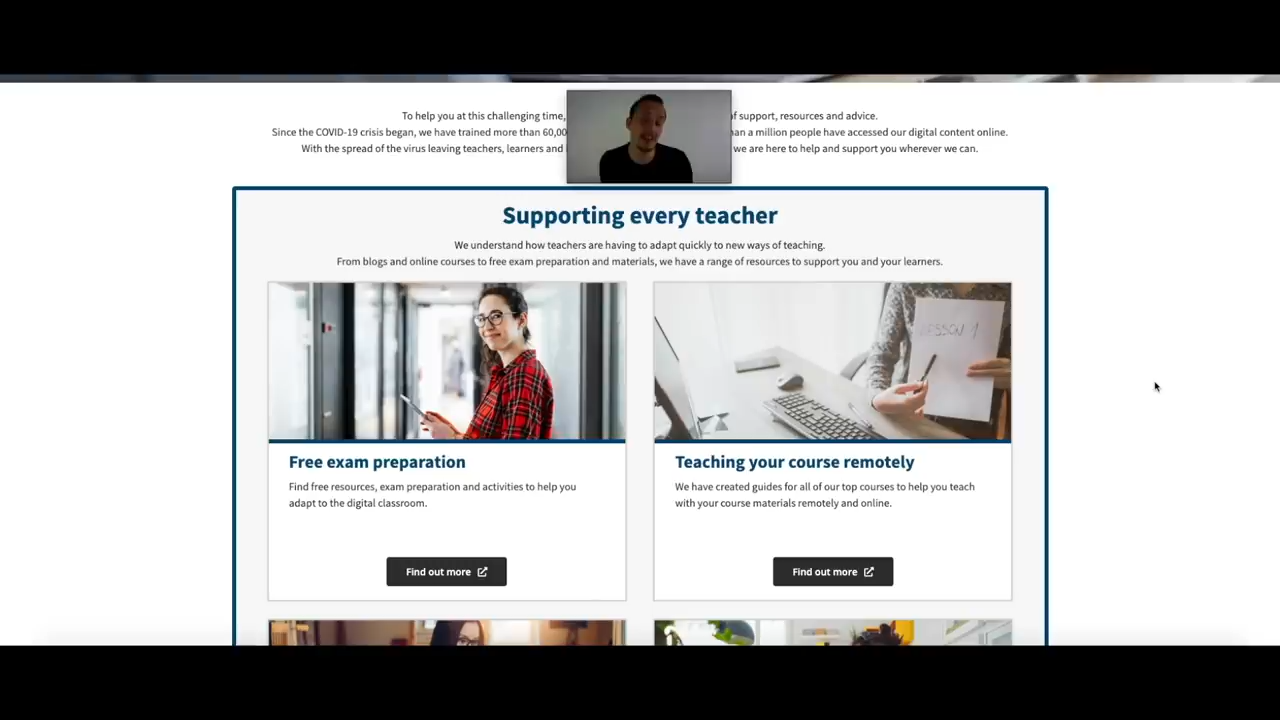 To help you at this challenging time, of support, resources and advice.
Since the COVID-19 crisis began, we have trained more than 60,00 han a million people have accessed our digital content online.
With the spread of the virus leaving teachers, learners and we are here to help and support you wherever we can.
Supporting every teacher
We understand how teachers are having to adapt quickly to new ways of teaching.
From blogs and online courses to free exam preparation and materials, we have a range of resources to support you and your learners.
LESSON 1
Free exam preparation
Find free resources, exam preparation and activities to help you
adapt to the digital classroom.
Find out more
Teaching your course remotely
We have created guides for all of our top courses to help you teach
with your course materials remotely and online.
Find out more